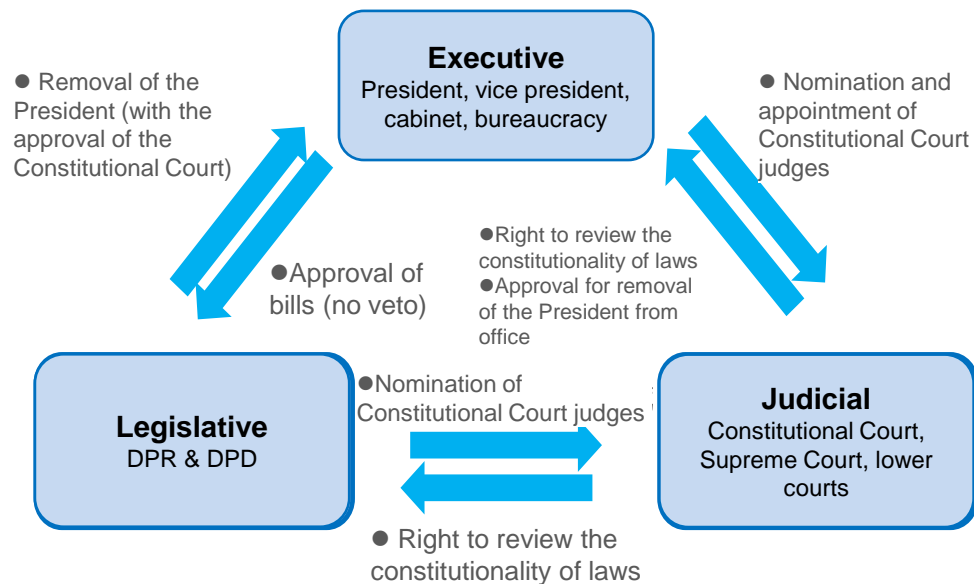 Executive
President, vice president,
cabinet, bureaucracy
● Removal of the
President (with the
approval of the
Constitutional Court)
● Nomination and
appointment of
Constitutional Court
judges
●Approval of
bills (no veto)
●Right to review the
constitutionality of laws
●Approval for removal
of the President from
office
Legislative
DPR & DPD
●Nomination of
Constitutional Court judges
Judicial
Constitutional Court,
Supreme Court, lower
courts
● Right to review the
constitutionality of laws